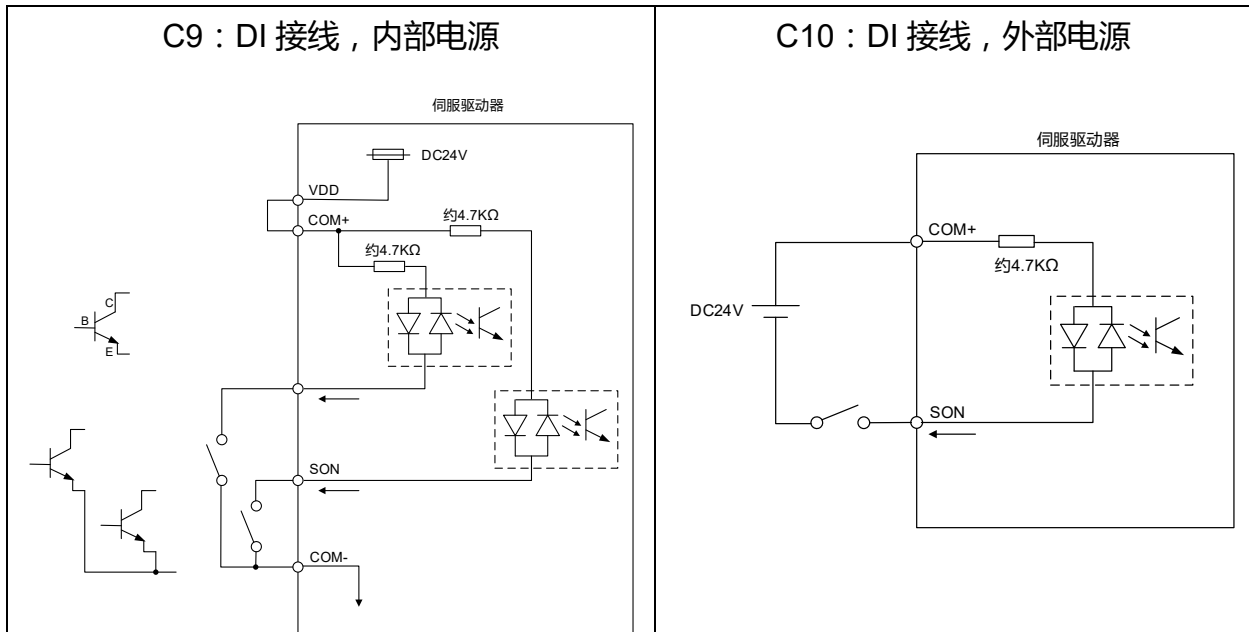 C9：DI 接线，内部电源
伺服驱动器
DC24V
VDD
COM+
约4.7KΩ
约4.7KΩ
C
B
E
SON
COM-
C10：DI 接线，外部电源
伺服驱动器
COM+
约4.7KΩ
DC24V
SON